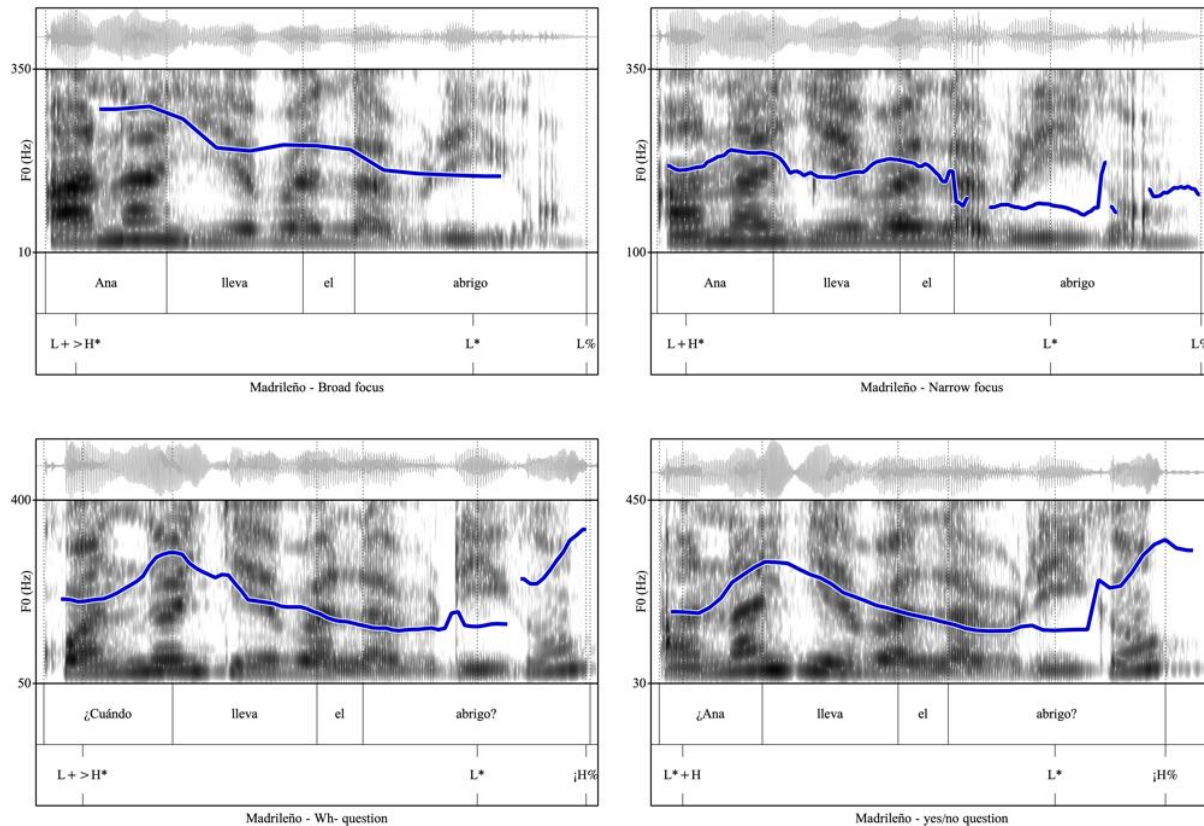 350
F0 (Hz)
10
Ana lleva el abrigo
L+>H* L* L%
Madrileño - Broad focus
350
F0 (Hz)
100
Ana lleva el abrigo
L+H* L* L%
Madrileño - Narrow focus
400
F0 (Hz)
50
¿Cuándo lleva el abrigo?
L+>H* L* ¡H%
Madrileño - Wh- question
450
F0 (Hz)
30
¿Ana lleva el abrigo?
L*+H L* ¡H%
Madrileño - yes/no question